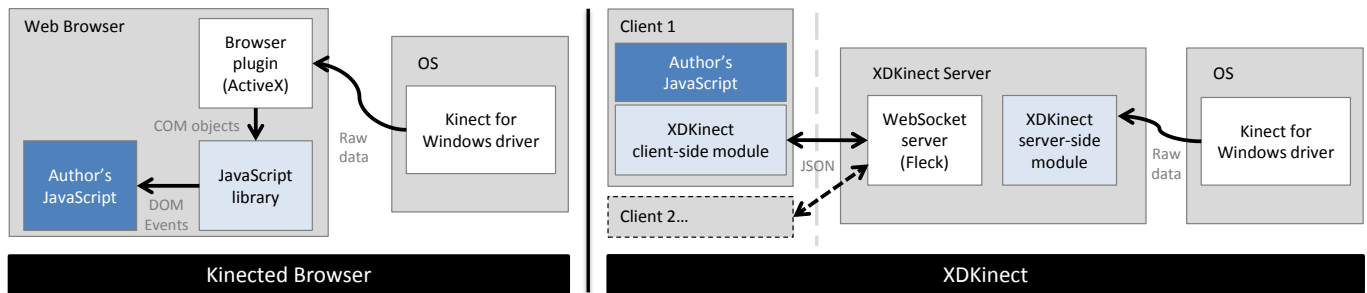 Web Browser
Browser
plugin
(ActiveX)
COM objects
Author's
JavaScript
DOM
Events
JavaScript
library
Raw
data
OS
Kinect for
Windows driver
Kinected Browser
Client 1
Author's
JavaScript
XDKinect
client-side module
Client 2...
JSON
XDKinect Server
WebSocket
server
(Fleck)
XDKinect
server-side
module
Raw
data
OS
Kinect for
Windows driver
XDKinect